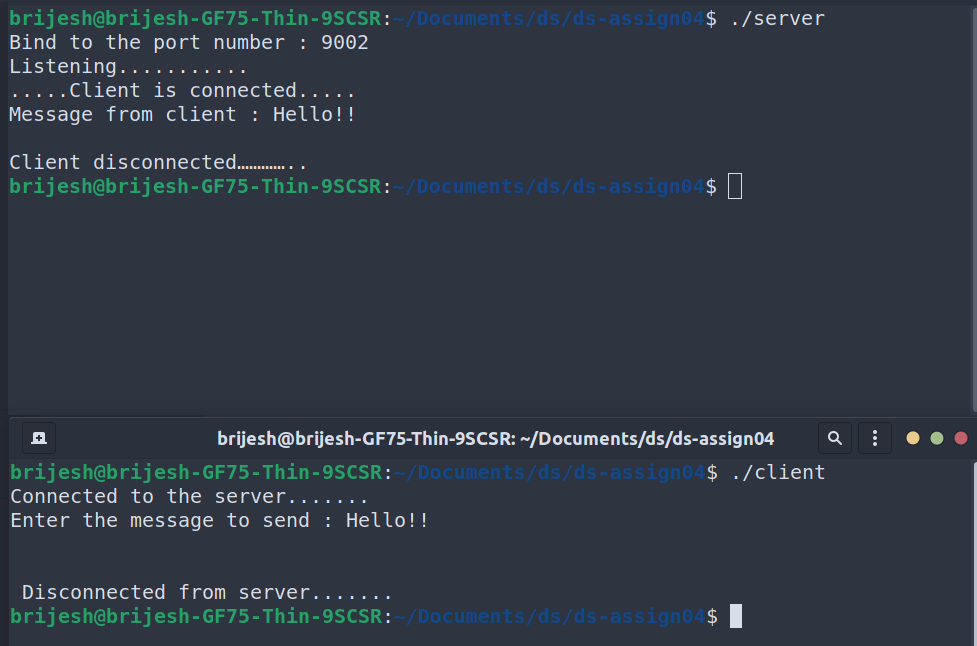 brijesh@brijesh-GF75-Thin-9SCSR:~/Documents/ds/ds-assign04$ ./server
Bind to the port number : 9002
Listening...........
.....Client is connected.....
Message from client : Hello!!
Client disconnected…………..
brijesh@brijesh-GF75-Thin-9SCSR:~/Documents/ds/ds-assign04$
brijesh@brijesh-GF75-Thin-9SCSR: ~/Documents/ds/ds-assign04
brijesh@brijesh-GF75-Thin-9SCSR:~/Documents/ds/ds-assign04$ ./client
Connected to the server.......
Enter the message to send : Hello!!
Disconnected from server.......
brijesh@brijesh-GF75-Thin-9SCSR:~/Documents/ds/ds-assign04$